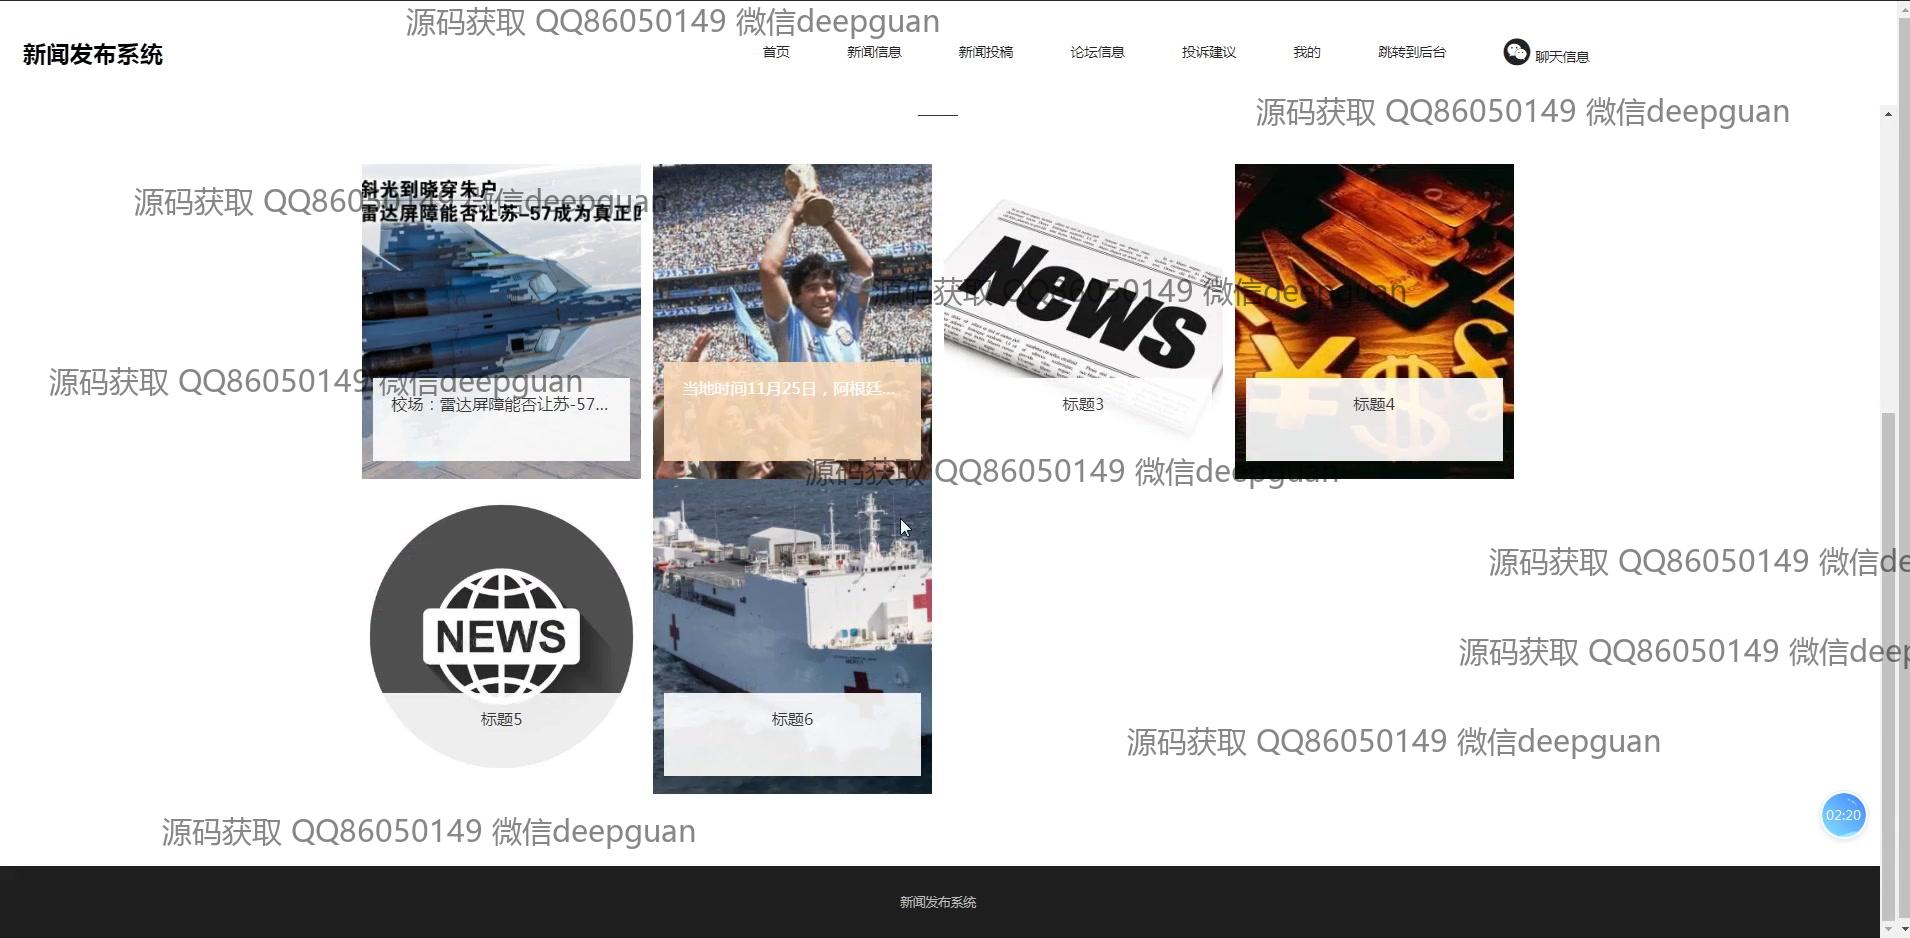 源码获取 QQ86050149 微信deepguan
新闻发布系统
首页 新闻信息 新闻投稿 论坛信息 投诉建议 我的 跳转到后台 聊天信息
源码获取 QQ86050149 微信deepguan
斜光到晓穿朱户
源码获取 QQ86050149 微信deepguan
雷达屏障能否让苏-57成为真正的
News
源码获取 QQ86050149 微信deepguan
源码获取 QQ86050149 微信deepguan
校场：雷达屏障能否让苏-57...
当地时间11月25日，阿根廷...
标题3
标题4
源码获取 QQ86050149 微信deepguan
源码获取 QQ86050149 微信de
NEWS
源码获取 QQ86050149 微信deep
标题5
标题6
源码获取 QQ86050149 微信deepguan
02:20
源码获取 QQ86050149 微信deepguan
新闻发布系统